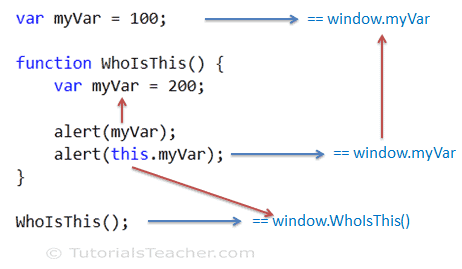 var myVar = 100; == window.myVar
function WhoIsThis() {
var myVar = 200;
alert(myVar);
alert(this.myVar); == window.myVar
}
WhoIsThis(); == window.WhoIsThis()
© TutorialsTeacher.com